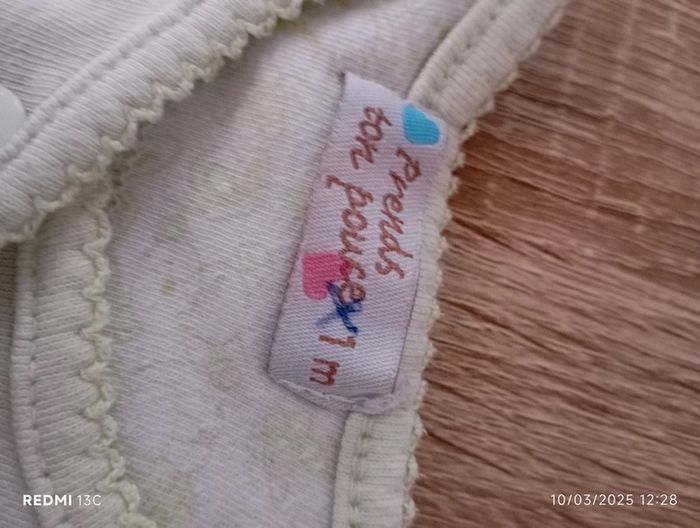 Prends
ton pouce
1 m
REDMI 13C
10/03/2025 12:28